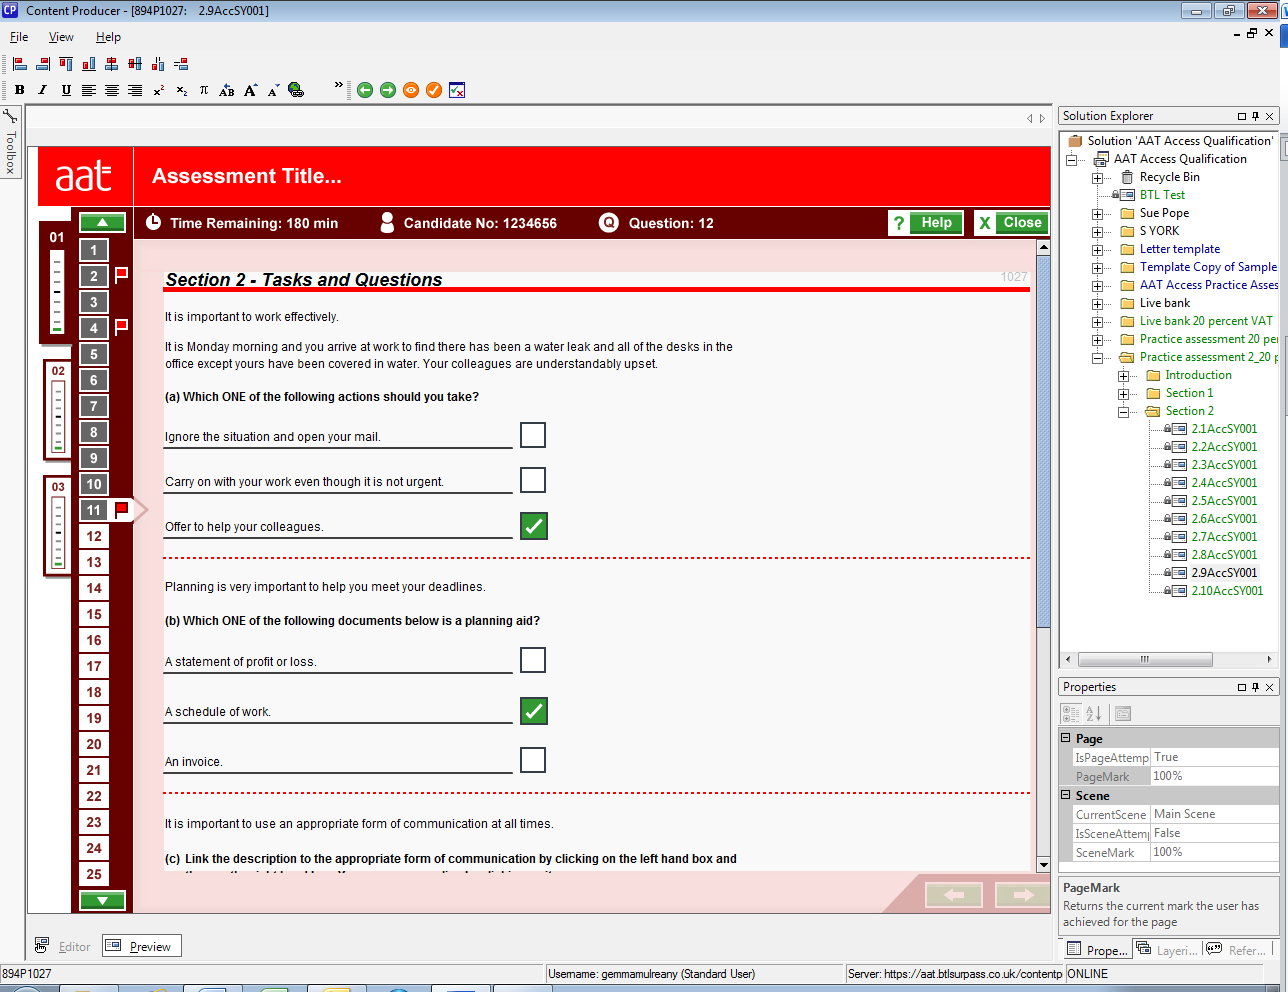 CP Content Producer - [894P1027: 2.9AccSY001]
File View Help
B I U x² x₂ π AB A A »
Toolbox
aat
Assessment Title...
Time Remaining: 180 min
Candidate No: 1234656
Q Question: 12
? Help
X Close
01
02
03
1
2
3
4
5
6
7
8
9
10
11
12
13
14
15
16
17
18
19
20
21
22
23
24
25
Section 2 - Tasks and Questions
1027
It is important to work effectively.
It is Monday morning and you arrive at work to find there has been a water leak and all of the desks in the
office except yours have been covered in water. Your colleagues are understandably upset.
(a) Which ONE of the following actions should you take?
Ignore the situation and open your mail.
Carry on with your work even though it is not urgent.
Offer to help your colleagues.
Planning is very important to help you meet your deadlines.
(b) Which ONE of the following documents below is a planning aid?
A statement of profit or loss.
A schedule of work.
An invoice.
It is important to use an appropriate form of communication at all times.
(c) Link the description to the appropriate form of communication by clicking on the left hand box and
Editor Preview
Solution Explorer
Solution 'AAT Access Qualification'
AAT Access Qualification
Recycle Bin
BTL Test
Sue Pope
S YORK
Letter template
Template Copy of Sample
AAT Access Practice Asses
Live bank
Live bank 20 percent VAT
Practice assessment 20 per
Practice assessment 2_20 p
Introduction
Section 1
Section 2
2.1AccSY001
2.2AccSY001
2.3AccSY001
2.4AccSY001
2.5AccSY001
2.6AccSY001
2.7AccSY001
2.8AccSY001
2.9AccSY001
2.10AccSY001
Properties
Page
IsPageAttemp True
PageMark 100%
Scene
CurrentScene Main Scene
IsSceneAttem False
SceneMark 100%
PageMark
Returns the current mark the user has
achieved for the page
Prope... Layeri... Refer...
894P1027
Username: gemmamulreany (Standard User)
Server: https://aat.btlsurpass.co.uk/contentp
ONLINE